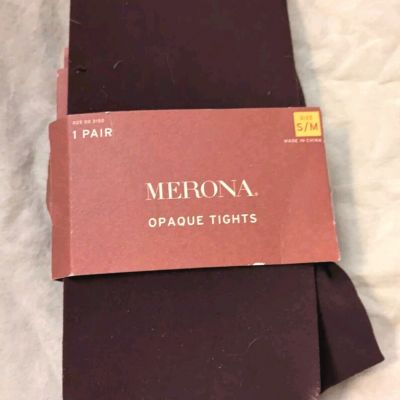 1 PAIR
SIZE
S/M
MADE IN CHINA
MERONA®
OPAQUE TIGHTS